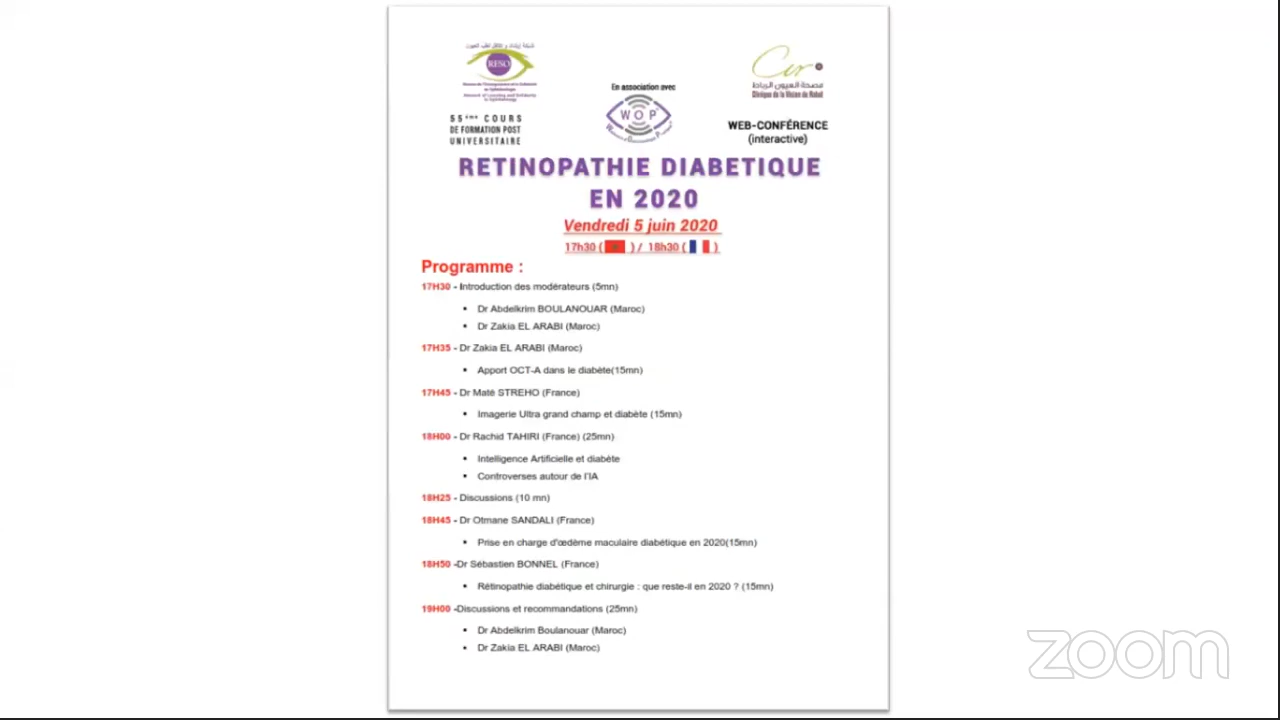 RESO
Clinique de la Vision de Rabat
En association avec
WOP
55ème COURS
DE FORMATION POST
UNIVERSITAIRE
WEB-CONFÉRENCE
(interactive)
RETINOPATHIE DIABETIQUE
EN 2020
Vendredi 5 juin 2020
17h30 ( ) / 18h30 ( )
Programme :
17H30 - Introduction des modérateurs (5mn)
• Dr Abdelkrim BOULANOUAR (Maroc)
• Dr Zakia EL ARABI (Maroc)
17H35 - Dr Zakia EL ARABI (Maroc)
• Apport OCT-A dans le diabète(15mn)
17H45 - Dr Maté STREHO (France)
• Imagerie Ultra grand champ et diabète (15mn)
18H00 - Dr Rachid TAHIRI (France) (25mn)
• Intelligence Artificielle et diabète
• Controverses autour de l'IA
18H25 - Discussions (10 mn)
18H45 - Dr Otmane SANDALI (France)
• Prise en charge d'œdème maculaire diabétique en 2020(15mn)
18H50 -Dr Sébastien BONNEL (France)
• Rétinopathie diabétique et chirurgie : que reste-il en 2020 ? (15mn)
19H00 -Discussions et recommandations (25mn)
• Dr Abdelkrim Boulanouar (Maroc)
• Dr Zakia EL ARABI (Maroc)
zoom